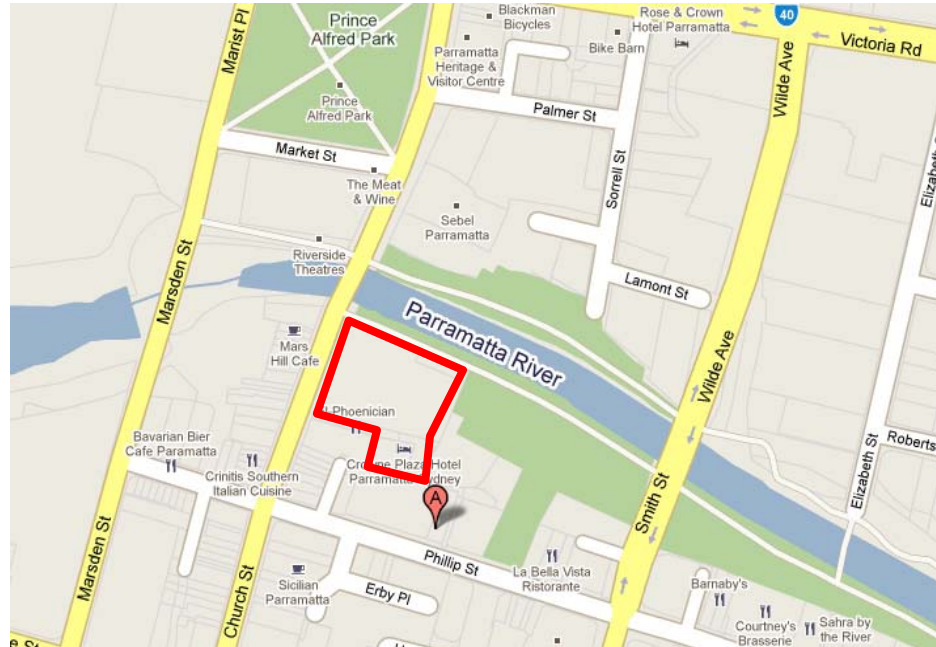 Prince
Alfred Park
Blackman
Bicycles
Rose & Crown
Hotel Parramatta
40
Victoria Rd
Marist Pl
Parramatta
Heritage &
Visitor Centre
Bike Barn
Wilde Ave
Prince
Alfred Park
Palmer St
Market St
Sorrell St
Elizabeth
The Meat
& Wine
Sebel
Parramatta
Riverside
Theatres
Marsden St
Lamont St
Parramatta River
Mars
Hill Cafe
Wilde Ave
Phoenician
Bavarian Bier
Cafe Paramatta
Crinitis Southern
Italian Cuisine
Plaza Hotel
Parramatta
A
Elizabeth St
Roberts
Smith St
Phillip St
La Bella Vista
Ristorante
Sicilian
Parramatta
Erby Pl
Barnaby's
Marsden St
Church St
Courtney's
Brasserie
Sahra by
the River
e St